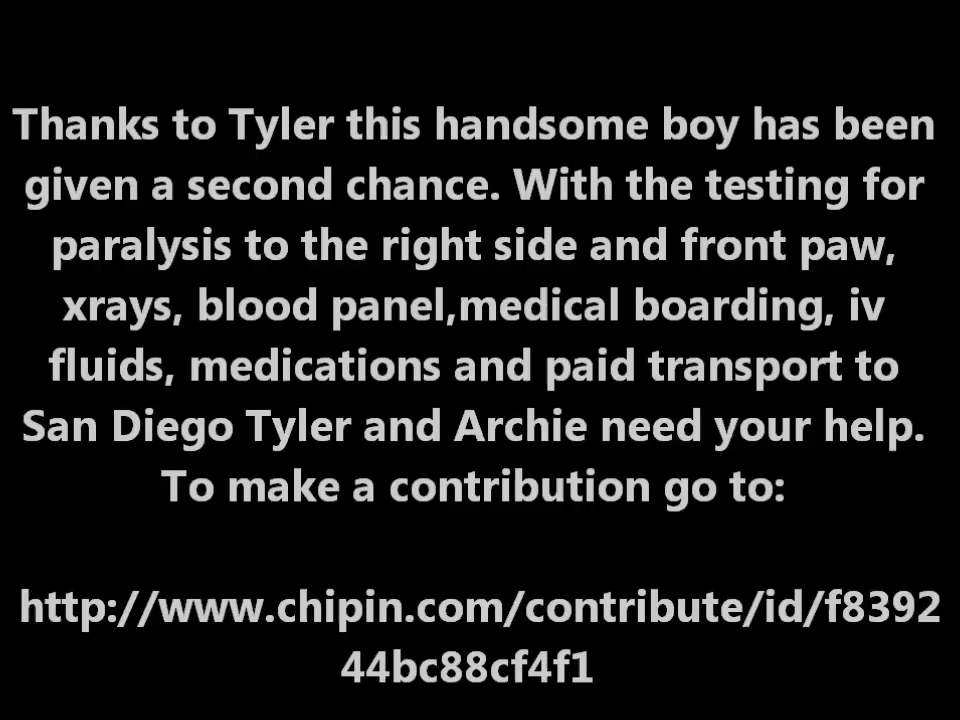 Thanks to Tyler this handsome boy has been
given a second chance. With the testing for
paralysis to the right side and front paw,
xrays, blood panel,medical boarding, iv
fluids, medications and paid transport to
San Diego Tyler and Archie need your help.
To make a contribution go to:
http://www.chipin.com/contribute/id/f8392
44bc88cf4f1